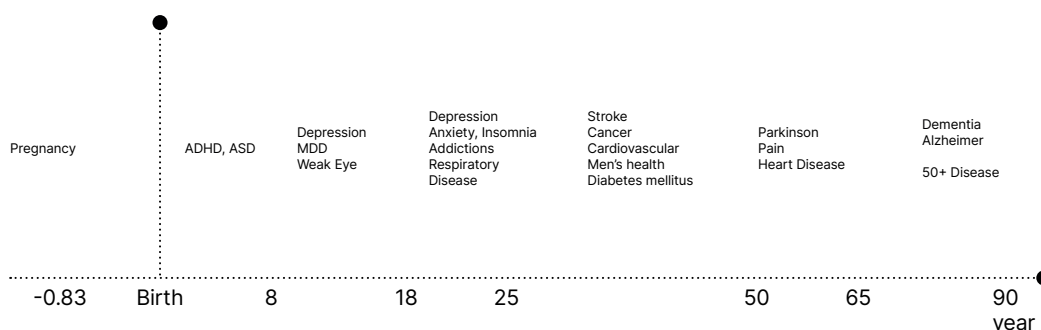 Pregnancy
ADHD, ASD
Depression
MDD
Weak Eye
Depression
Anxiety, Insomnia
Addictions
Respiratory
Disease
Stroke
Cancer
Cardiovascular
Men's health
Diabetes mellitus
Parkinson
Pain
Heart Disease
Dementia
Alzheimer
50+ Disease
-0.83
Birth
8
18
25
50
65
90
year